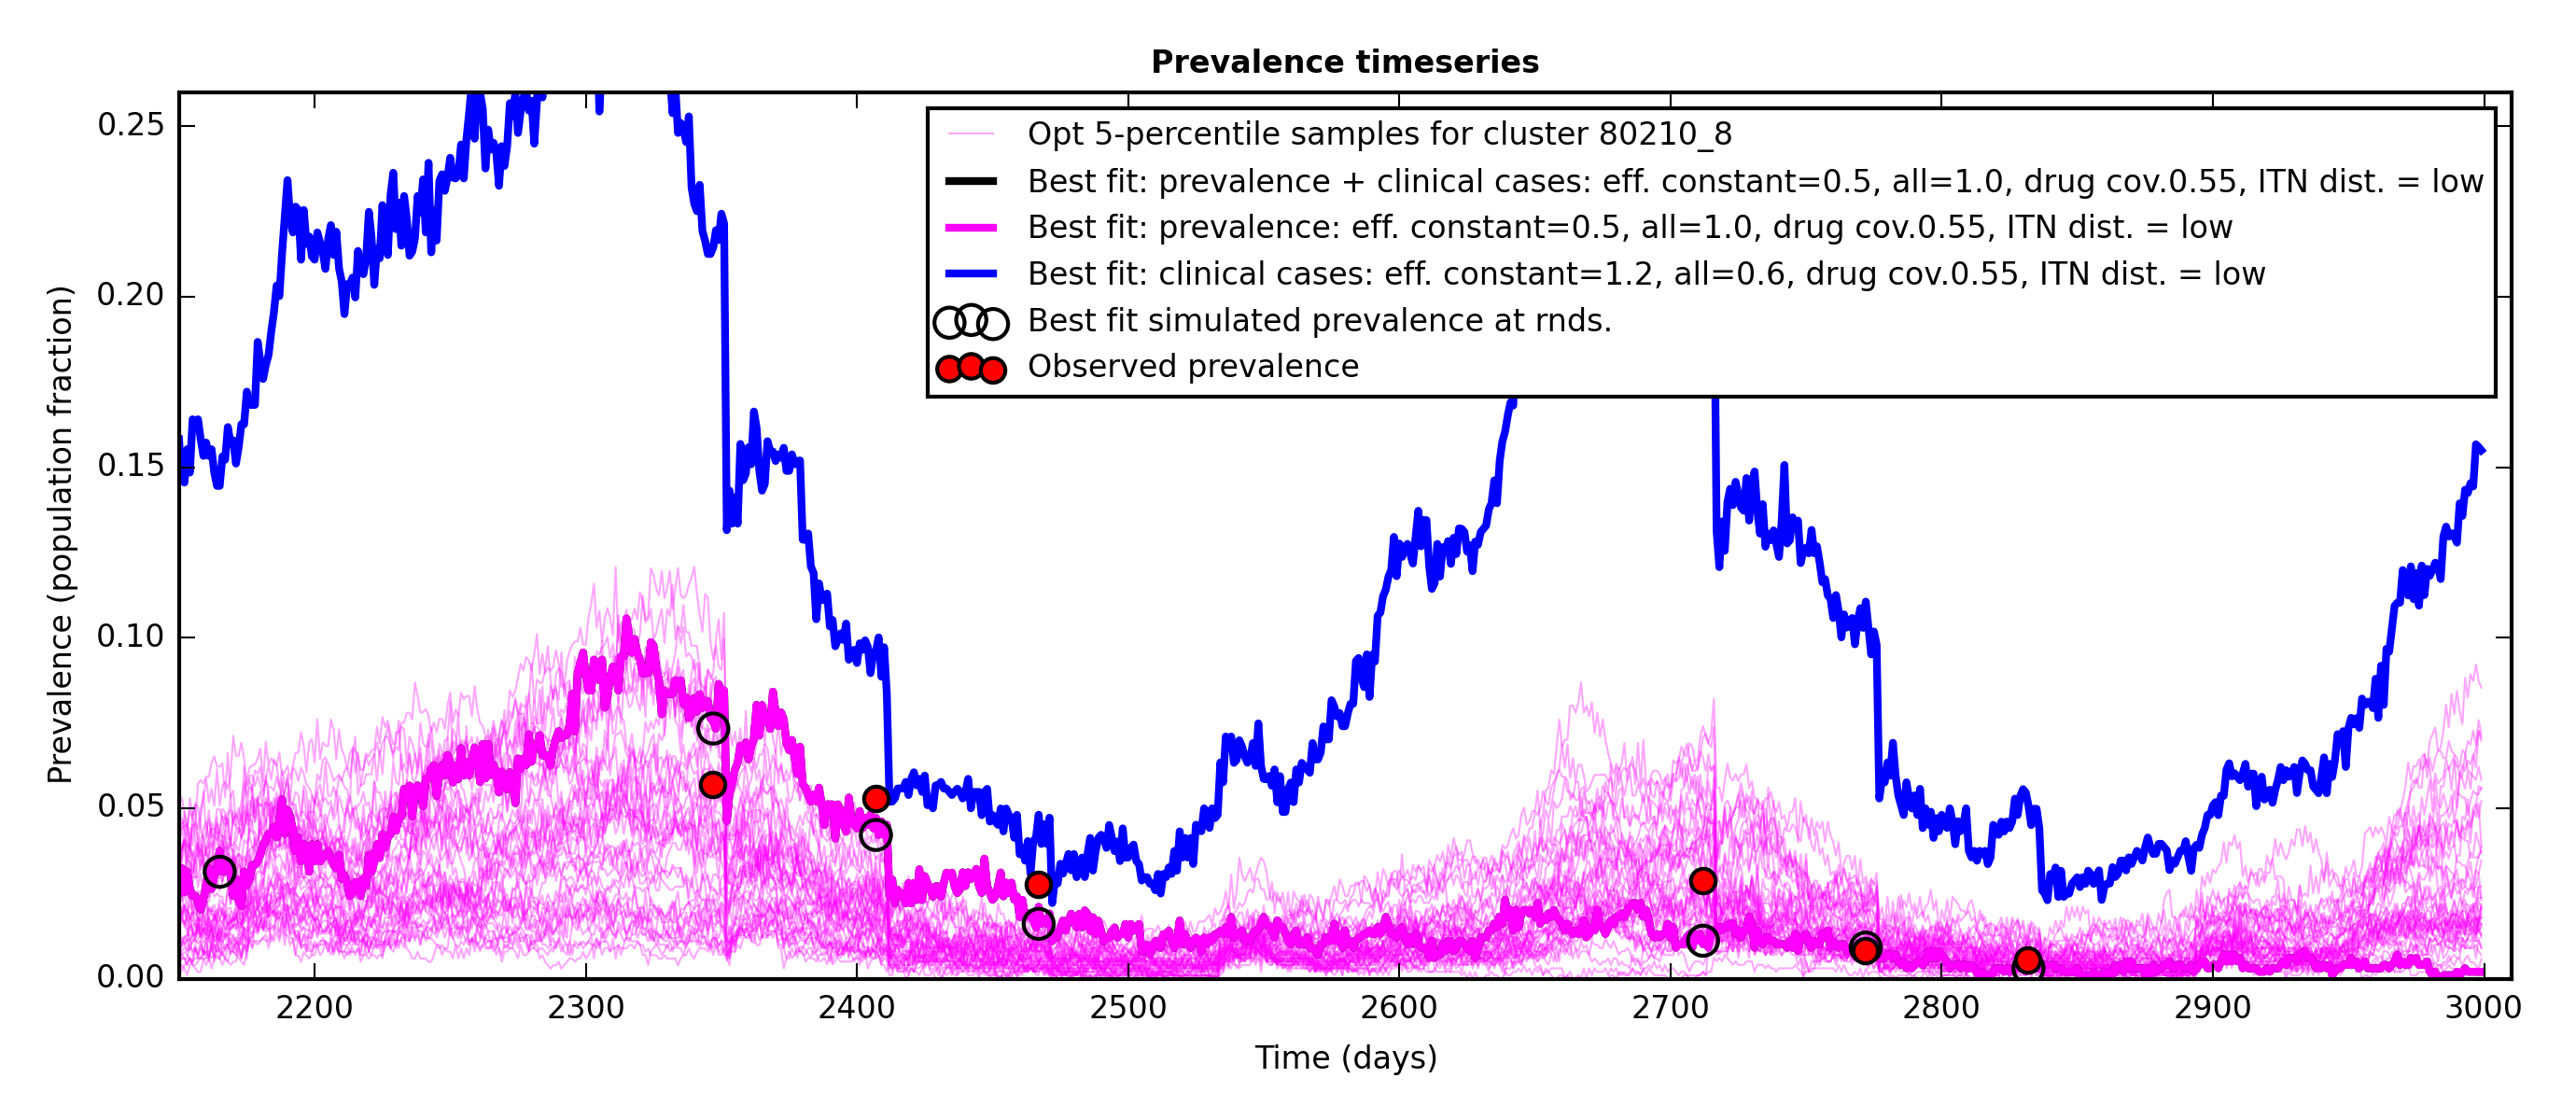 Prevalence timeseries
Opt 5-percentile samples for cluster 80210_8
Best fit: prevalence + clinical cases: eff. constant=0.5, all=1.0, drug cov.0.55, ITN dist. = low
Best fit: prevalence: eff. constant=0.5, all=1.0, drug cov.0.55, ITN dist. = low
Best fit: clinical cases: eff. constant=1.2, all=0.6, drug cov.0.55, ITN dist. = low
Best fit simulated prevalence at rnds.
Observed prevalence
Prevalence (population fraction)
0.25
0.20
0.15
0.10
0.05
0.00
2200 2300 2400 2500 2600 2700 2800 2900 3000
Time (days)